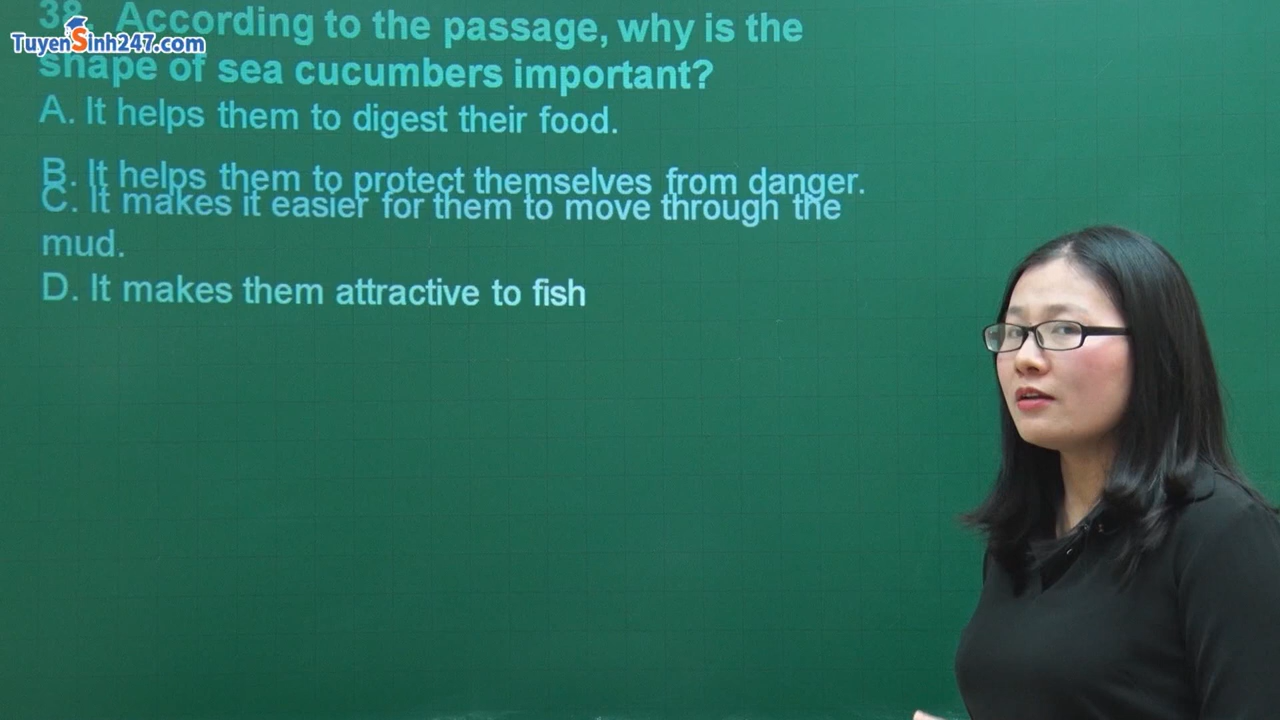 38. According to the passage, why is the
TuyenSinh247.com
shape of sea cucumbers important?
A. It helps them to digest their food.
B. It helps them to protect themselves from danger.
C. It makes it easier for them to move through the
mud.
D. It makes them attractive to fish